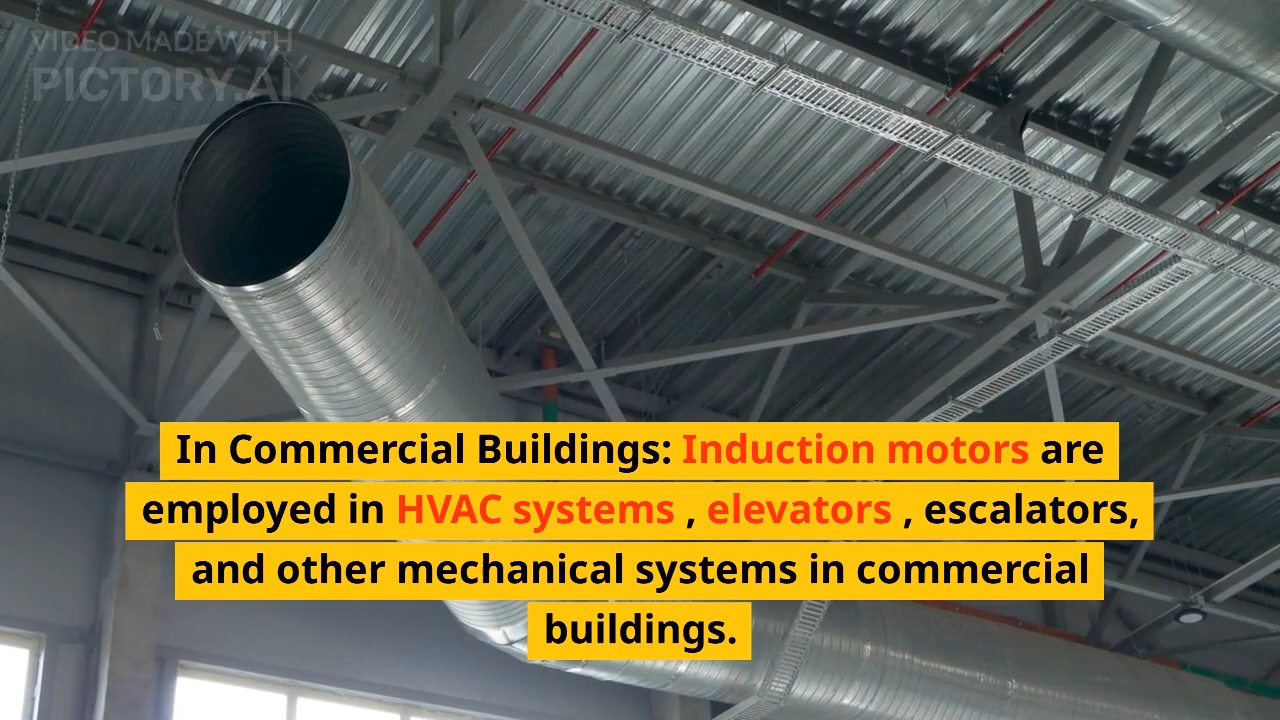 VIDEO MADE WITH
PICTORY.AI
In Commercial Buildings: Induction motors are
employed in HVAC systems , elevators , escalators,
and other mechanical systems in commercial
buildings.